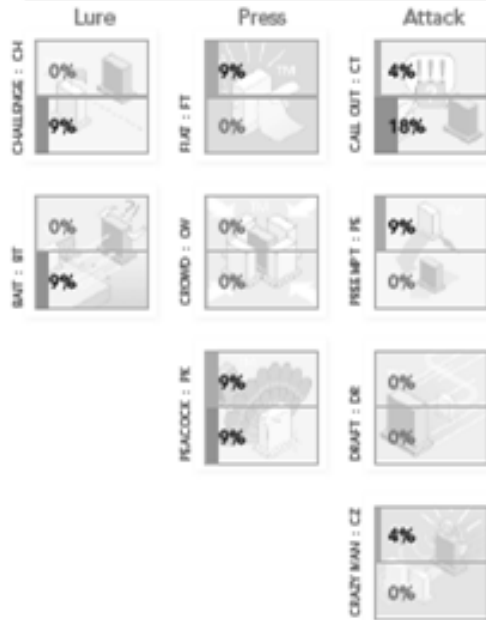 Lure Press Attack
CHALLENGE : CH
0%
9%
FIAT : FT
9%
0%
CALL OUT : CT
4%
18%
BAIT : BT
0%
9%
CROWD : CW
0%
0%
PREEMPT : PE
9%
0%
PEACOCK : PK
9%
9%
DRAFT : DR
0%
0%
CRAZY MAN : CZ
4%
0%